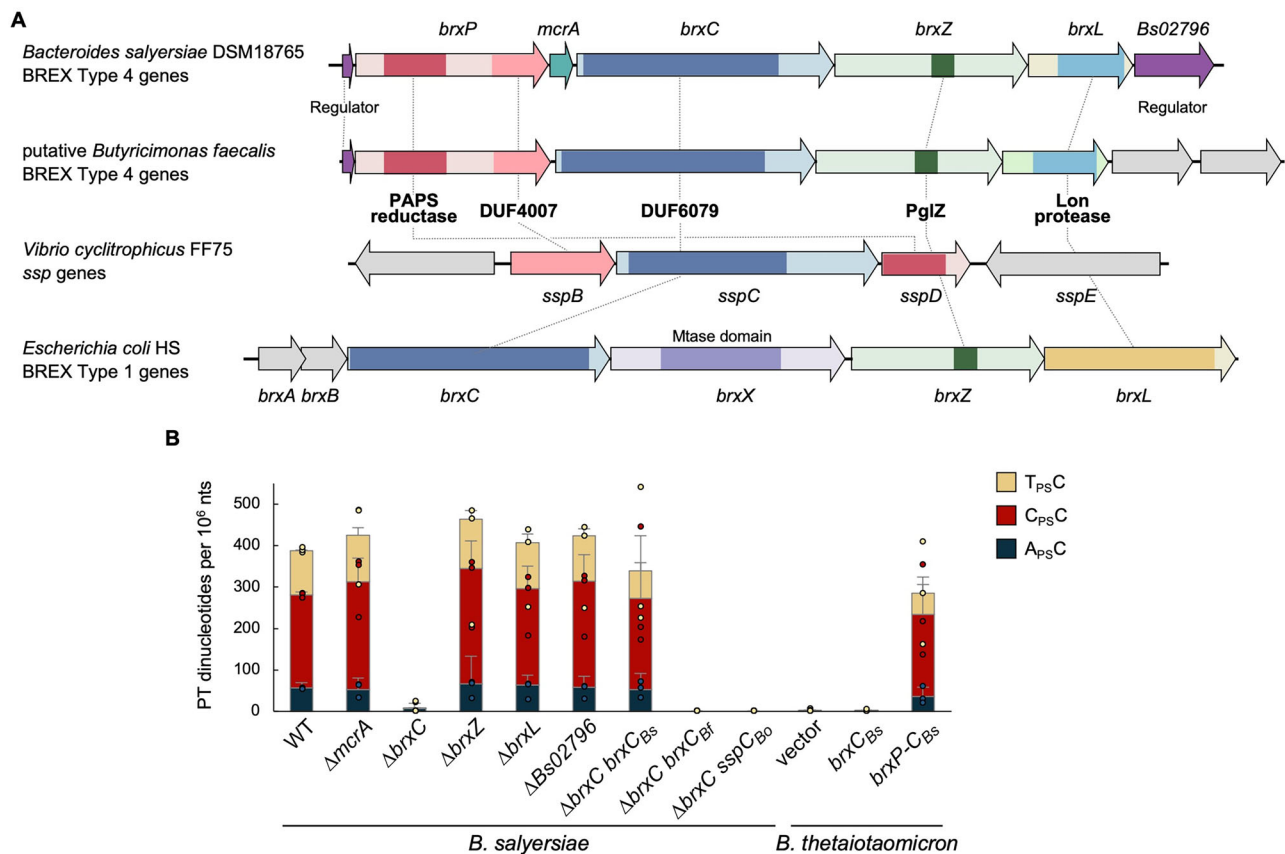 A
brxP mcrA brxC brxZ brxL Bs02796
Bacteroides salyersiae DSM18765
BREX Type 4 genes
Regulator Regulator
putative Butyricimonas faecalis
BREX Type 4 genes
PAPS
reductase DUF4007 DUF6079 PglZ Lon
protease
Vibrio cyclitrophicus FF75
ssp genes
sspB sspC sspD sspE
Mtase domain
Escherichia coli HS
BREX Type 1 genes
brxA brxB brxC brxX brxZ brxL
B
PT dinucleotides per 10⁶ nts
500
400
300
200
100
0
TPSC
CPSC
APSC
WT
ΔmcrA
ΔbrxC
ΔbrxZ
ΔbrxL
ΔBs02796
ΔbrxC brxCBs
ΔbrxC brxCBf
ΔbrxC sspCBo
vector
brxCBs
brxP-CBs
B. salyersiae B. thetaiotaomicron